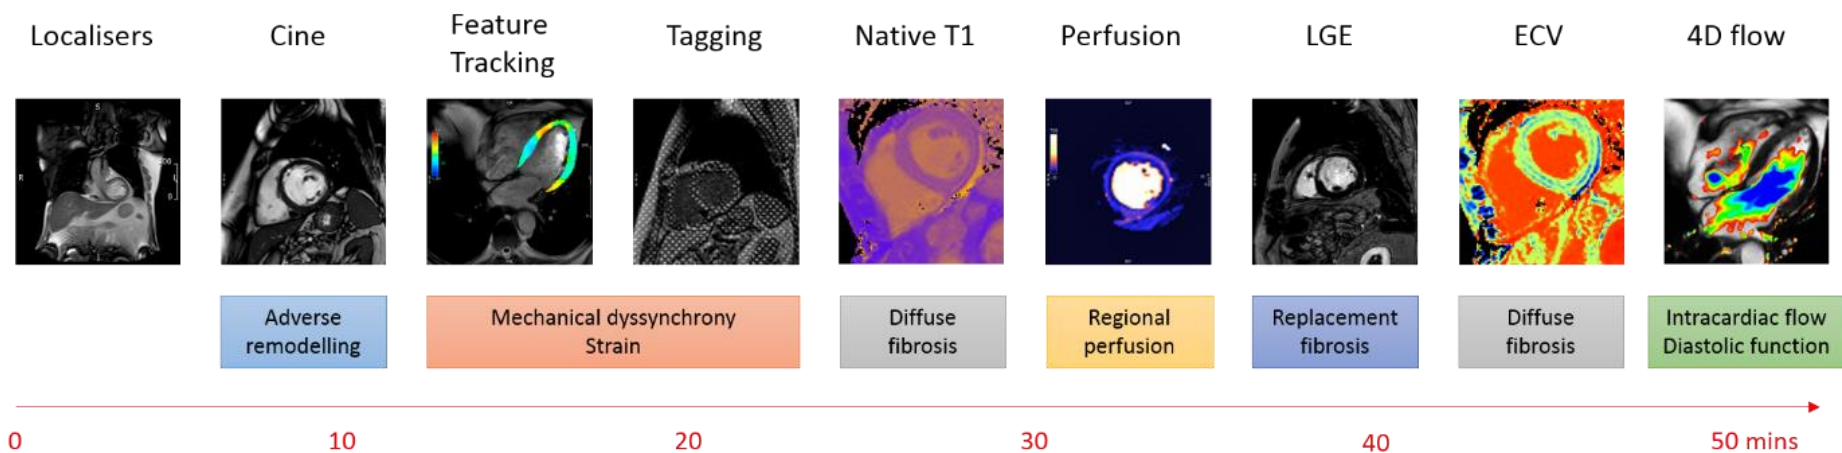 Localisers
Cine
Feature
Tracking
Tagging
Native T1
Perfusion
LGE
ECV
4D flow
S
R
L
0
Adverse
remodelling
Mechanical dyssynchrony
Strain
Diffuse
fibrosis
Regional
perfusion
Replacement
fibrosis
Diffuse
fibrosis
Intracardiac flow
Diastolic function
0
10
20
30
40
50 mins